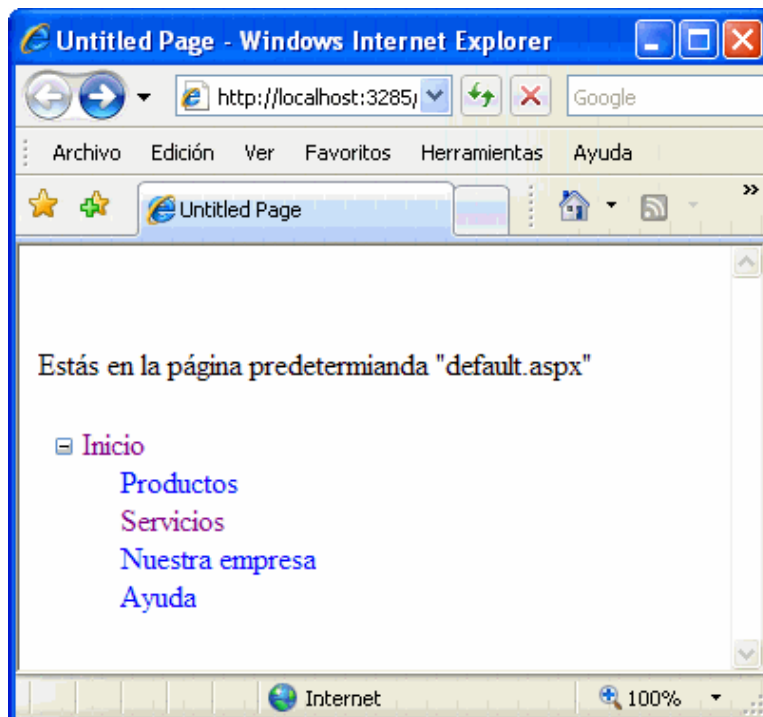 Untitled Page - Windows Internet Explorer
http://localhost:3285/
Google
Archivo Edición Ver Favoritos Herramientas Ayuda
Untitled Page
Estás en la página predetermianda "default.aspx"
Inicio
Productos
Servicios
Nuestra empresa
Ayuda
Internet 100%